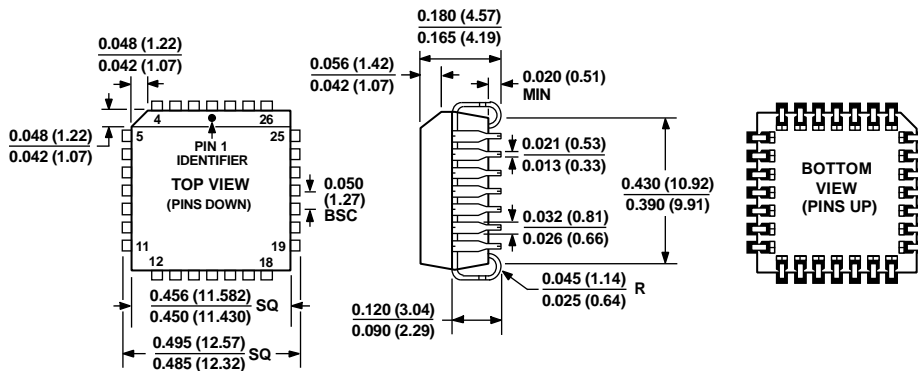 0.048 (1.22)
0.042 (1.07)
0.048 (1.22)
0.042 (1.07)
4
26
5
25
PIN 1
IDENTIFIER
TOP VIEW
(PINS DOWN)
11
19
12
18
0.050
(1.27)
BSC
0.456 (11.582) SQ
0.450 (11.430)
0.495 (12.57) SQ
0.485 (12.32)
0.180 (4.57)
0.165 (4.19)
0.056 (1.42)
0.042 (1.07)
0.020 (0.51)
MIN
0.021 (0.53)
0.013 (0.33)
0.032 (0.81)
0.026 (0.66)
0.430 (10.92)
0.390 (9.91)
0.045 (1.14) R
0.025 (0.64)
0.120 (3.04)
0.090 (2.29)
BOTTOM
VIEW
(PINS UP)